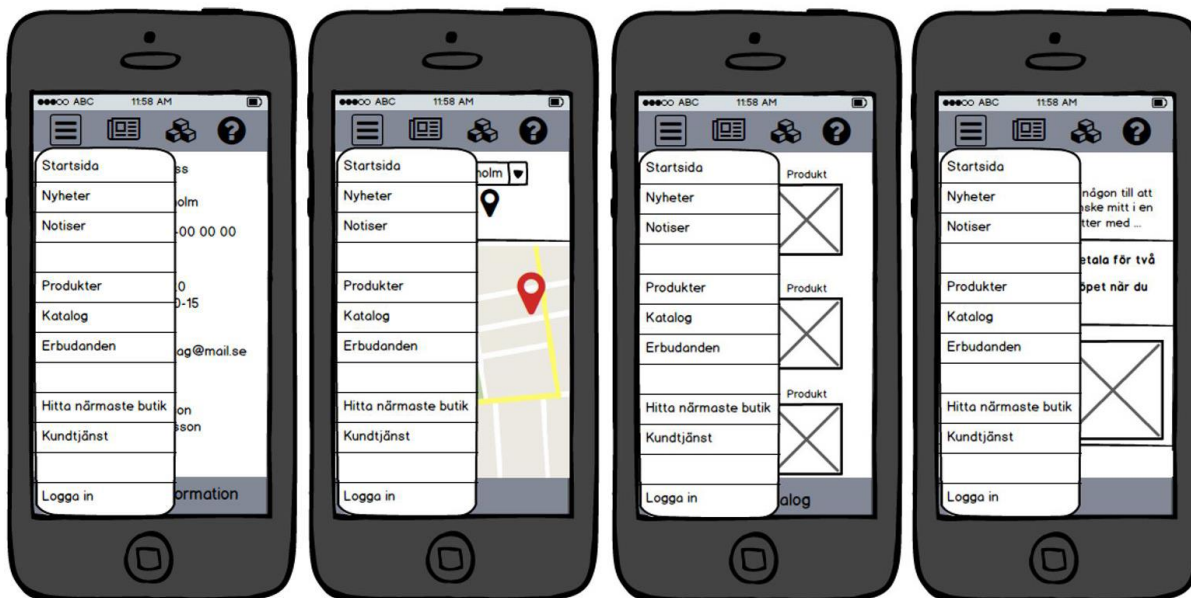 ABC 11:58 AM
Startsida
ss
Nyheter
olm
Notiser
-00 00 00
Produkter
0
0-15
Katalog
Erbudanden
ag@mail.se
Hitta närmaste butik
on
Kundtjänst
sson
Logga in
ormation
ABC 11:58 AM
Startsida
holm
Nyheter
Notiser
Produkter
Katalog
Erbudanden
Hitta närmaste butik
Kundtjänst
Logga in
ABC 11:58 AM
Startsida
Produkt
Nyheter
Notiser
Produkter
Produkt
Katalog
Erbudanden
Produkt
Hitta närmaste butik
Kundtjänst
Logga in
alog
ABC 11:58 AM
Startsida
Nyheter
någon till att
nske mitt i en
Notiser
tter med ...
etala för två
Produkter
öpet när du
Katalog
Erbudanden
Hitta närmaste butik
Kundtjänst
Logga in